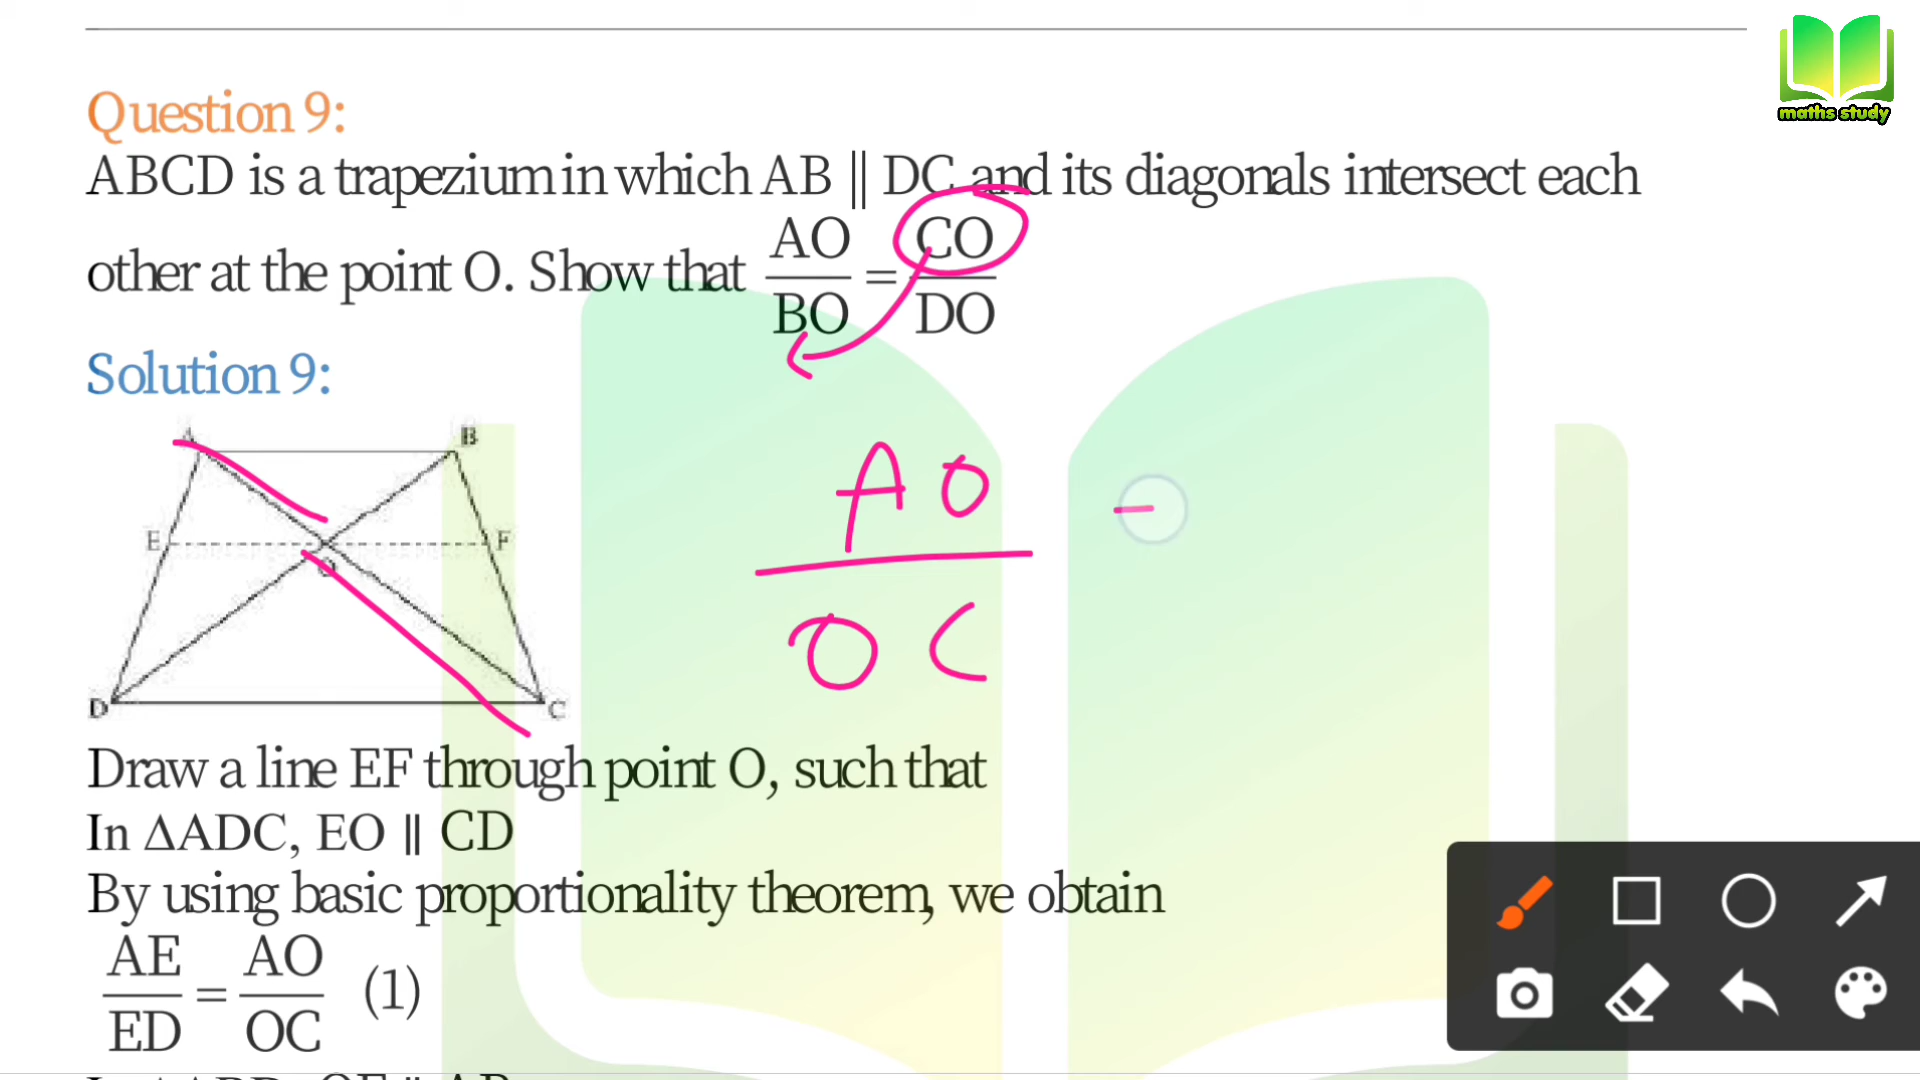 maths study
Question 9:
ABCD is a trapezium in which AB || DC and its diagonals intersect each
other at the point O. Show that AO/BO = CO/DO
Solution 9:
A B
E F
O
D C
AO
OC
Draw a line EF through point O, such that
In ΔADC, EO || CD
By using basic proportionality theorem, we obtain
AE/ED = AO/OC (1)